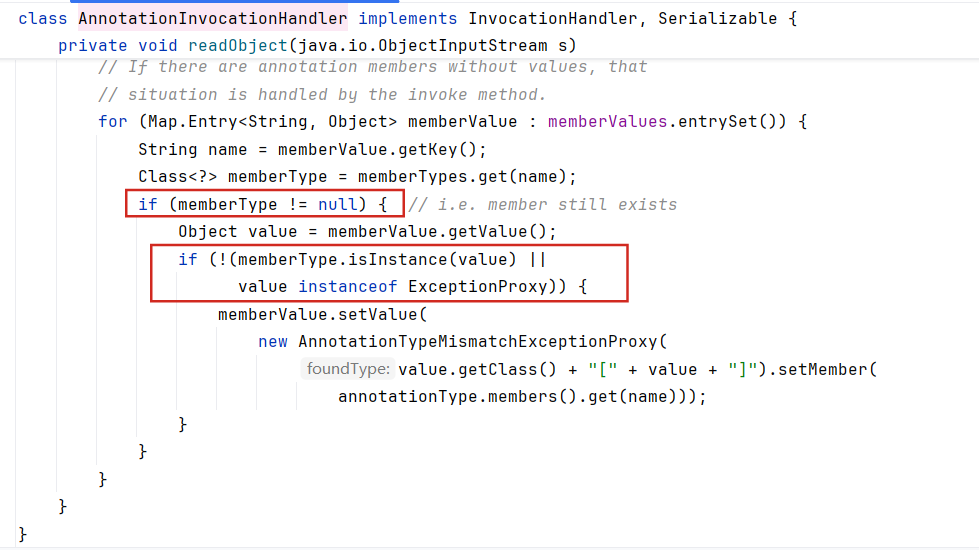 class AnnotationInvocationHandler implements InvocationHandler, Serializable {
    private void readObject(java.io.ObjectInputStream s)
        // If there are annotation members without values, that
        // situation is handled by the invoke method.
        for (Map.Entry<String, Object> memberValue : memberValues.entrySet()) {
            String name = memberValue.getKey();
            Class<?> memberType = memberTypes.get(name);
            if (memberType != null) { // i.e. member still exists
                Object value = memberValue.getValue();
                if (!(memberType.isInstance(value) ||
                      value instanceof ExceptionProxy)) {
                    memberValue.setValue(
                        new AnnotationTypeMismatchExceptionProxy(
                            foundType: value.getClass() + "[" + value + "]").setMember(
                                annotationType.members().get(name)));
                }
            }
        }
    }
}